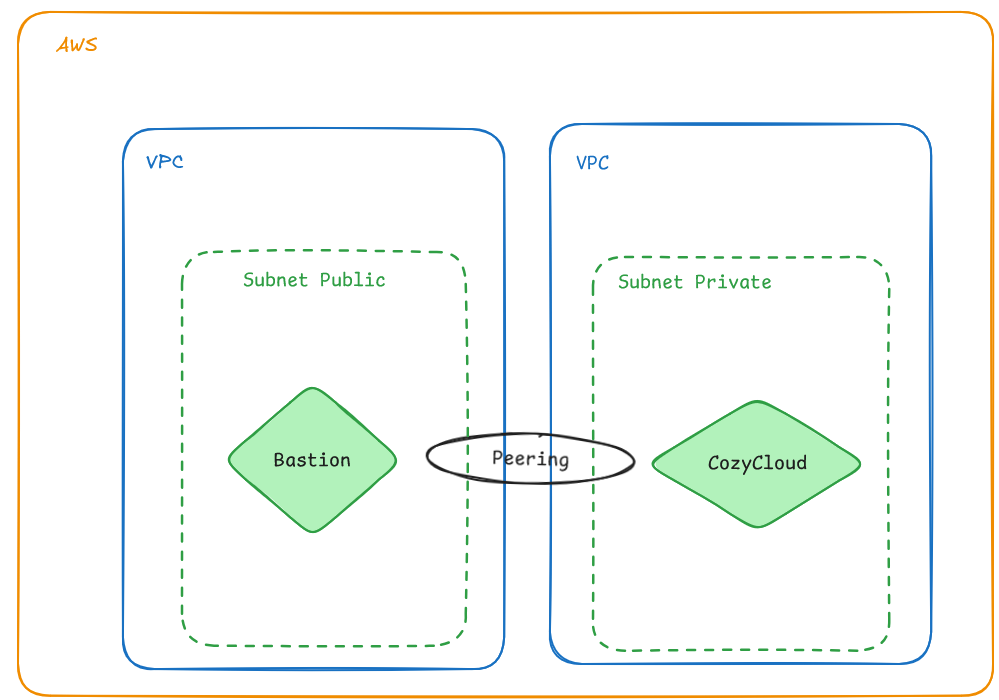 AWS
VPC
VPC
Subnet Public
Subnet Private
Bastion
Peering
CozyCloud